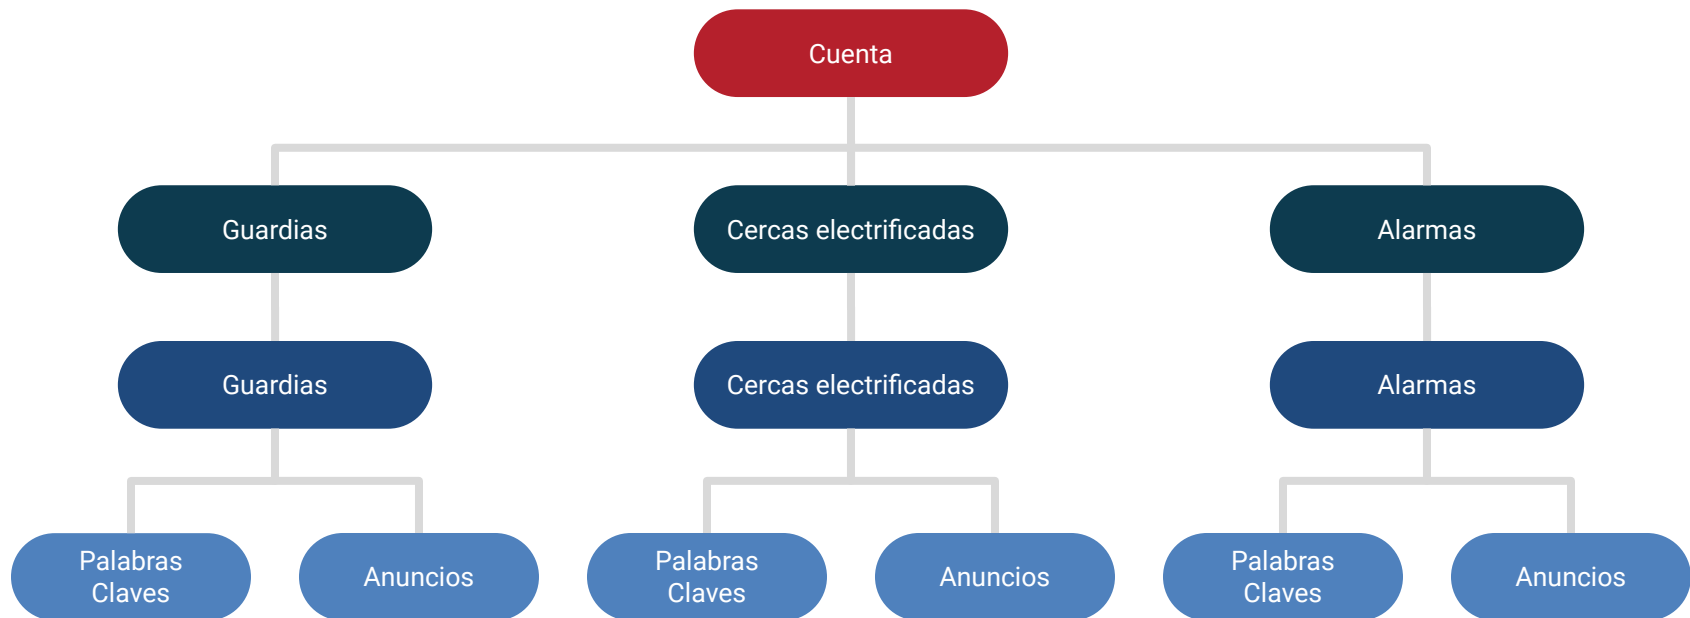 Cuenta
Guardias
Cercas electrificadas
Alarmas
Guardias
Cercas electrificadas
Alarmas
Palabras
Claves
Anuncios
Palabras
Claves
Anuncios
Palabras
Claves
Anuncios